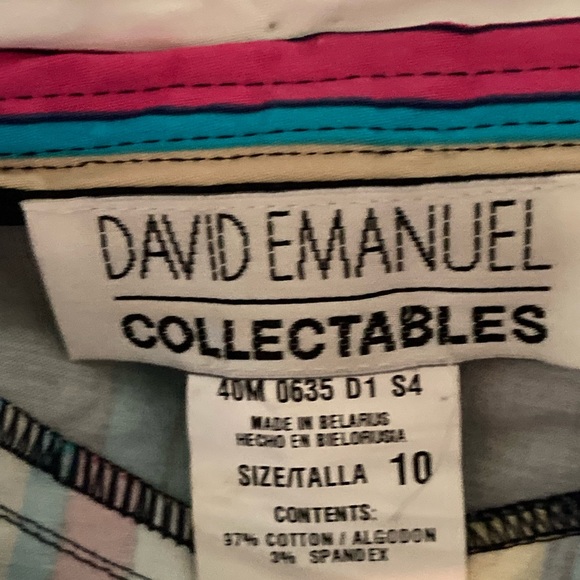 DAVID EMANUEL
COLLECTABLES
40M 0635 D1 S4
MADE IN BELARUS
HECHO EN BIELORUSIA
SIZE/TALLA 10
CONTENTS:
97% COTTON / ALGODON
3% SPANDEX